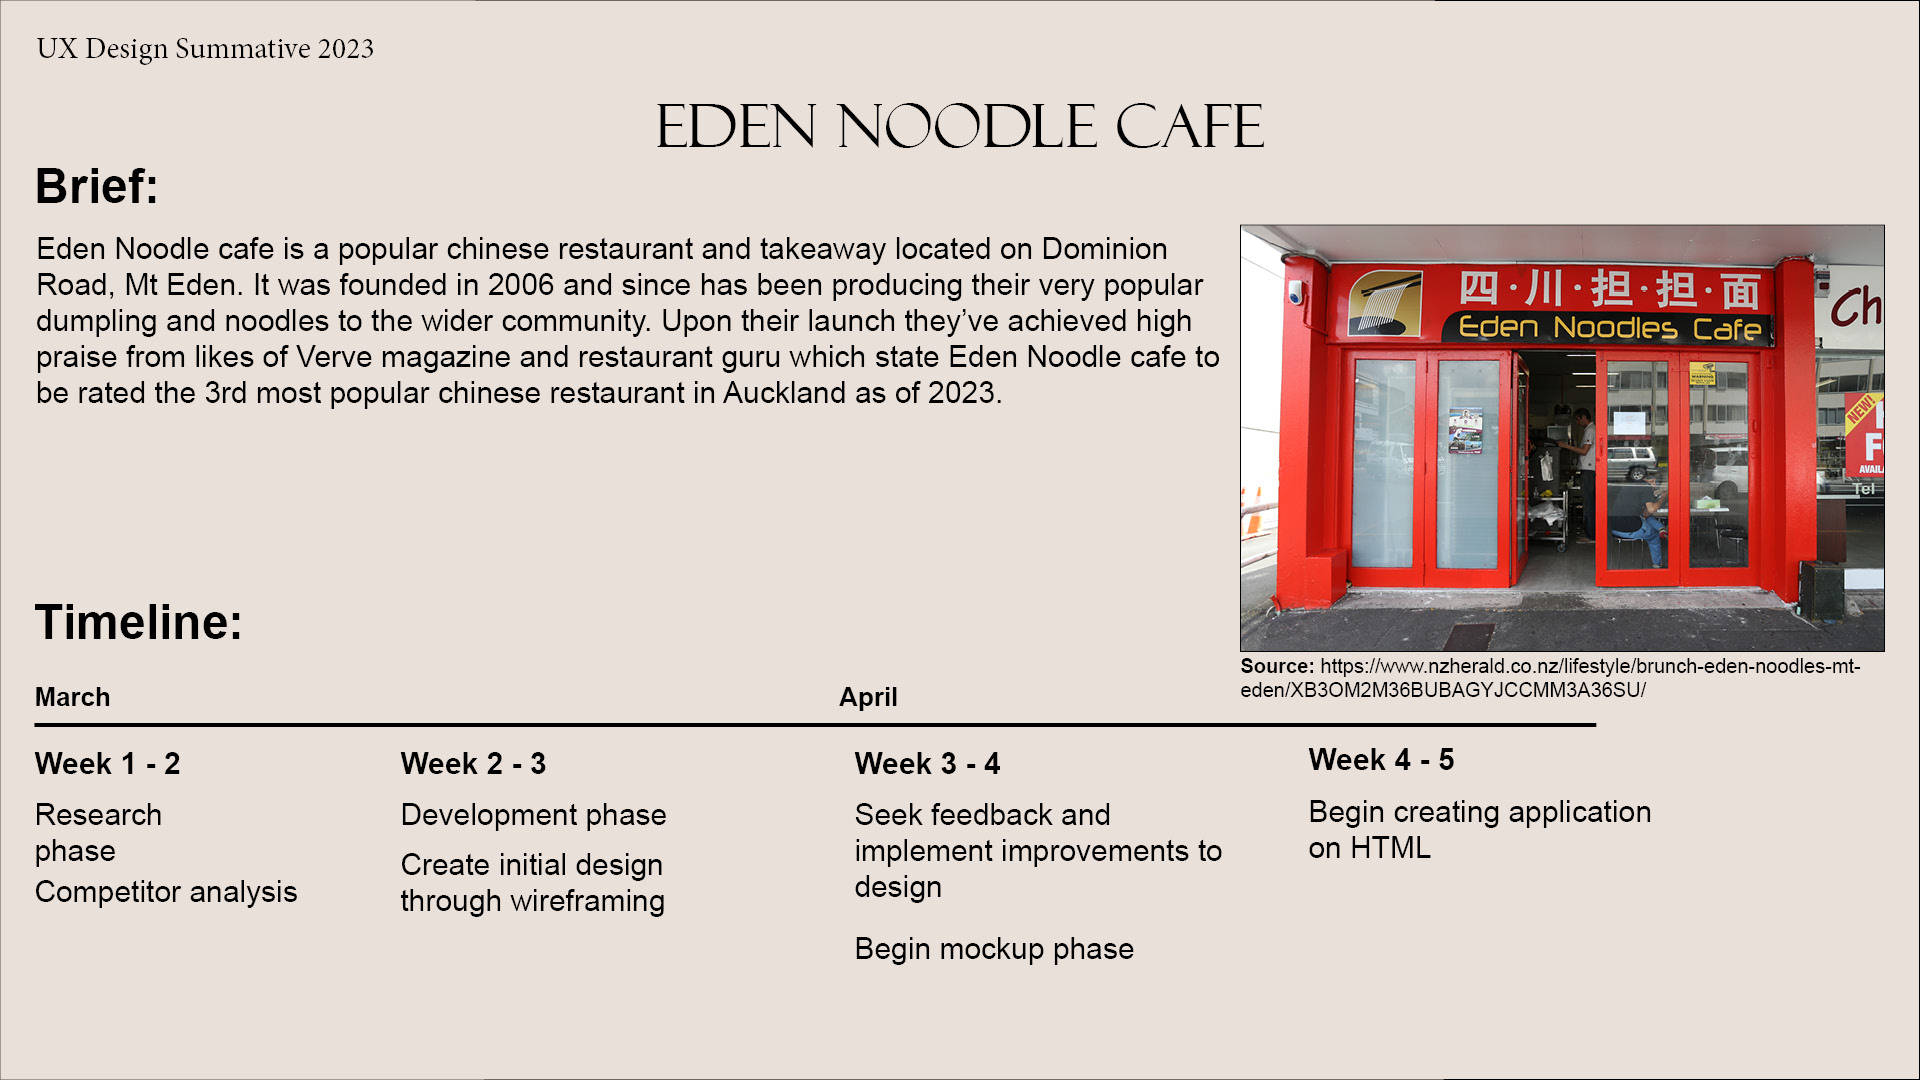 UX Design Summative 2023
EDEN NOODLE CAFE
Brief:
Eden Noodle cafe is a popular chinese restaurant and takeaway located on Dominion
Road, Mt Eden. It was founded in 2006 and since has been producing their very popular
dumpling and noodles to the wider community. Upon their launch they’ve achieved high
praise from likes of Verve magazine and restaurant guru which state Eden Noodle cafe to
be rated the 3rd most popular chinese restaurant in Auckland as of 2023.
四·川·担·担·面
Eden Noodles Cafe
Ch
WARNING
NEW!
AVAIL
Tel
Source: https://www.nzherald.co.nz/lifestyle/brunch-eden-noodles-mt-
eden/XB3OM2M36BUBAGYJCCMM3A36SU/
Timeline:
March
April
Week 1 - 2
Research
phase
Competitor analysis
Week 2 - 3
Development phase
Create initial design
through wireframing
Week 3 - 4
Seek feedback and
implement improvements to
design
Begin mockup phase
Week 4 - 5
Begin creating application
on HTML